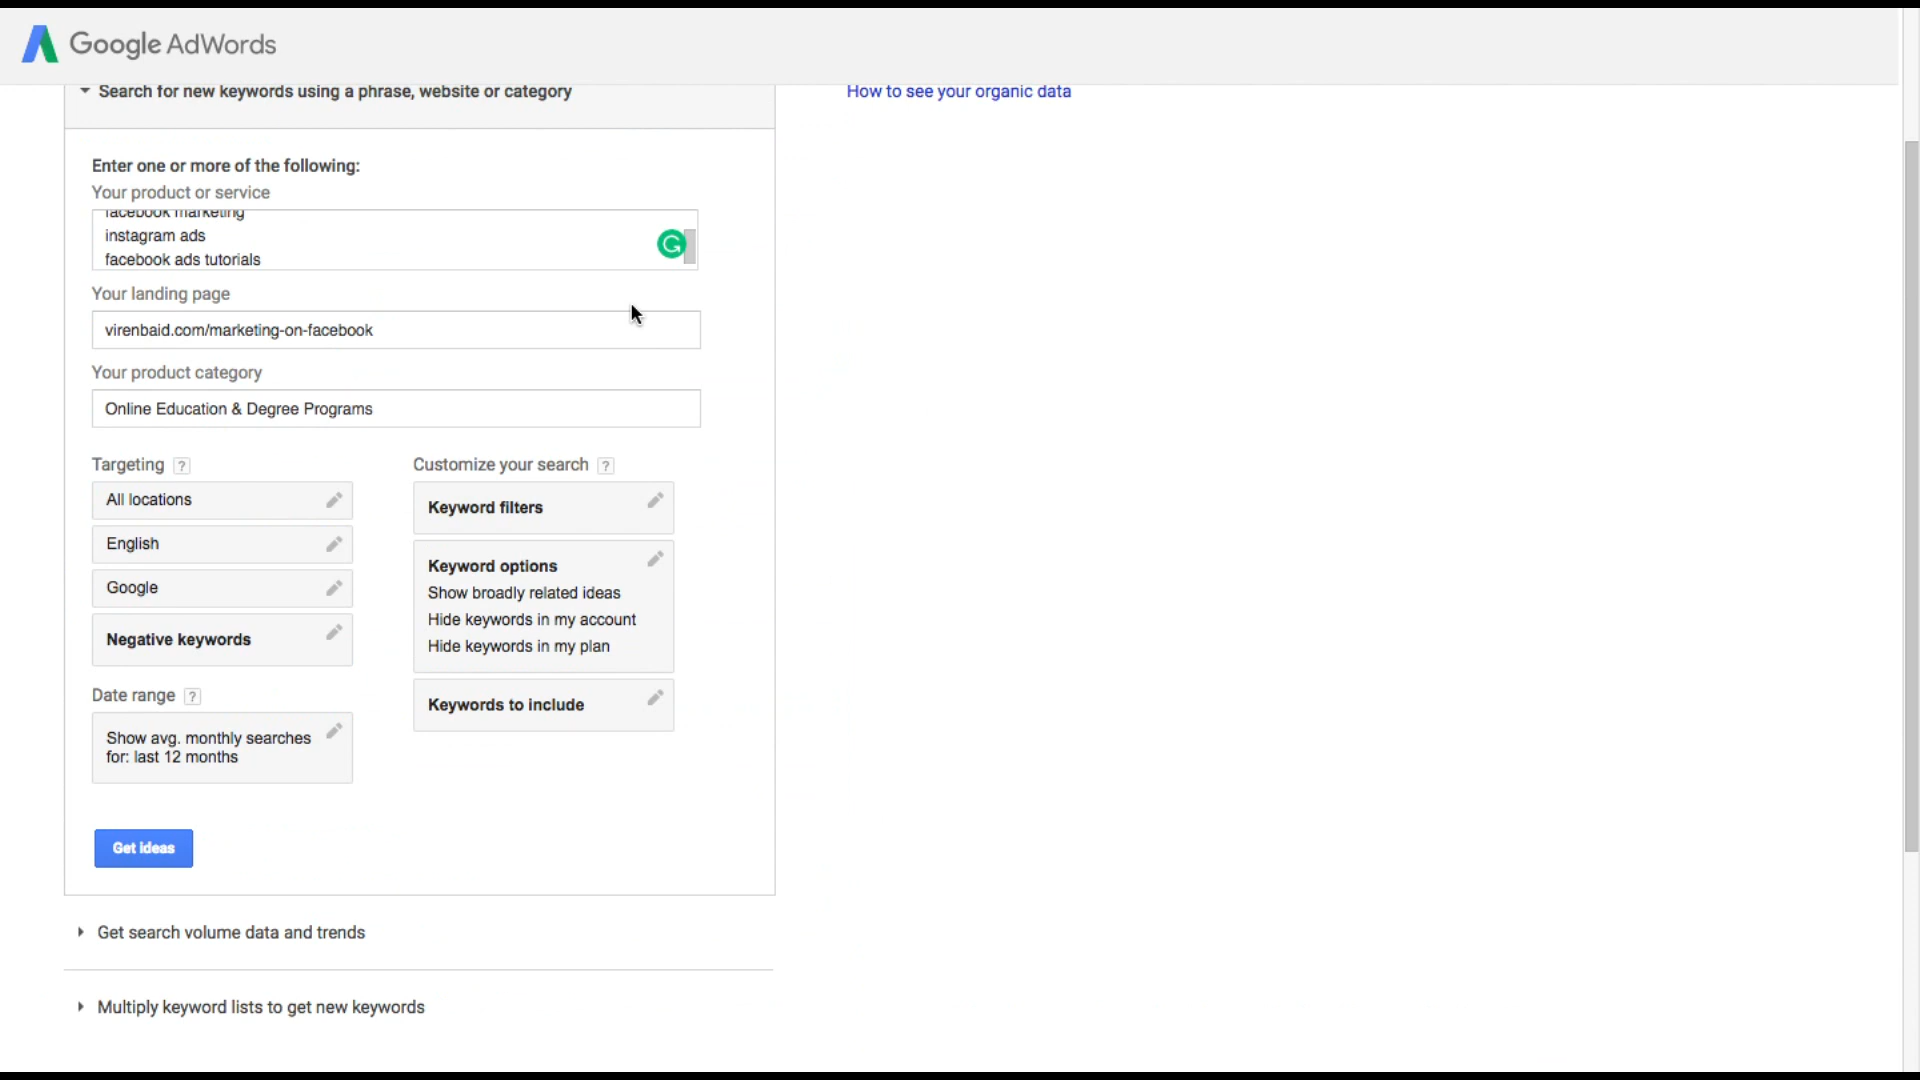 Google AdWords
Search for new keywords using a phrase, website or category
How to see your organic data
Enter one or more of the following:
Your product or service
facebook marketing
instagram ads
facebook ads tutorials
Your landing page
virenbaid.com/marketing-on-facebook
Your product category
Online Education & Degree Programs
Targeting ?
Customize your search ?
All locations
English
Google
Negative keywords
Keyword filters
Keyword options
Show broadly related ideas
Hide keywords in my account
Hide keywords in my plan
Keywords to include
Date range ?
Show avg. monthly searches
for: last 12 months
Get ideas
Get search volume data and trends
Multiply keyword lists to get new keywords